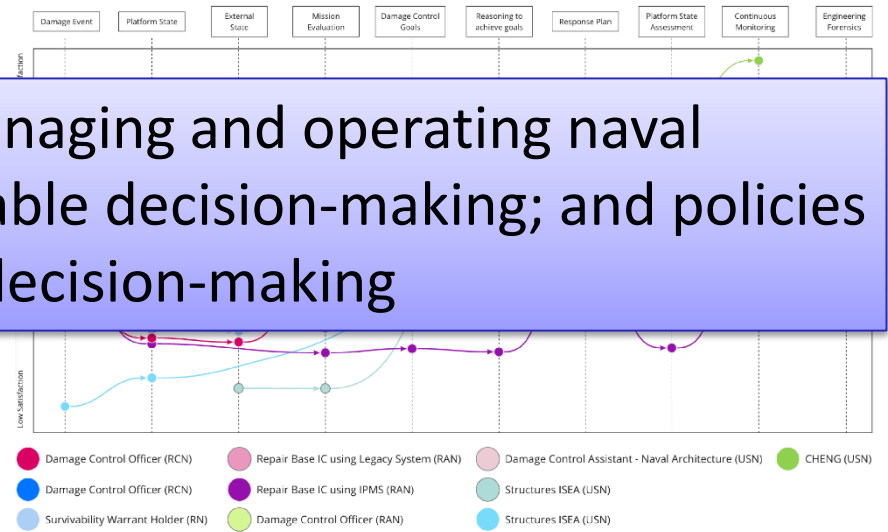 Damage Event
Platform State
External
State
Mission
Evaluation
Damage Control
Goals
Reasoning to
achieve goals
Response Plan
Platform State
Assessment
Continuous
Monitoring
Engineering
Forensics
naging and operating naval
able decision-making; and policies
decision-making
Low Satisfaction
Damage Control Officer (RCN)
Repair Base IC using Legacy System (RAN)
Damage Control Assistant - Naval Architecture (USN)
CHENG (USN)
Damage Control Officer (RCN)
Repair Base IC using IPMS (RAN)
Structures ISEA (USN)
Survivability Warrant Holder (RN)
Damage Control Officer (RAN)
Structures ISEA (USN)